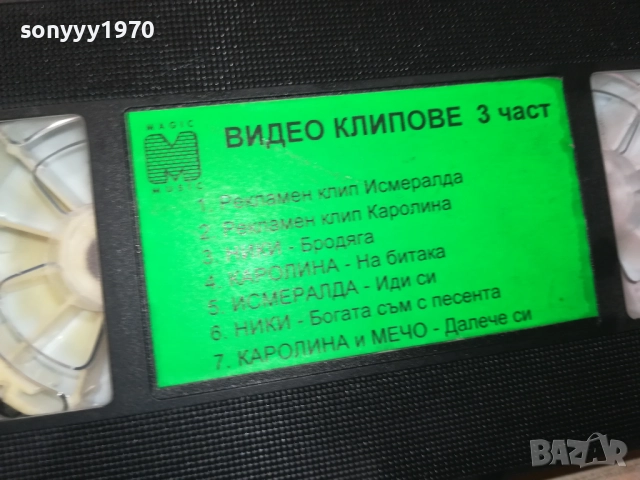 sonyyy1970
MAGIC
M
MUSIC
ВИДЕО КЛИПОВЕ 3 част
1. Рекламен клип Исмералда
2. Рекламен клип Каролина
3. НИКИ - Бродяга
4. КАРОЛИНА - На битака
5. ИСМЕРАЛДА - Иди си
6. НИКИ - Богата съм с песента
7. КАРОЛИНА и МЕЧО - Далече си
BAZAR